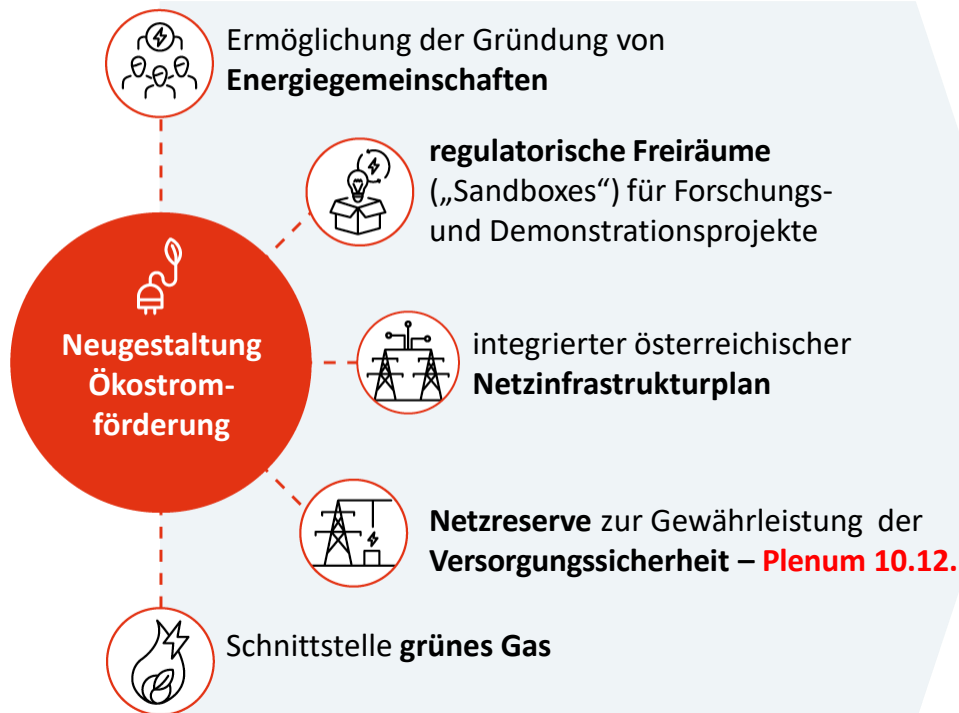 Ermöglichung der Gründung von
Energiegemeinschaften
regulatorische Freiräume
(„Sandboxes“) für Forschungs-
und Demonstrationsprojekte
Neugestaltung
Ökostrom-
förderung
integrierter österreichischer
Netzinfrastrukturplan
Netzreserve zur Gewährleistung der
Versorgungssicherheit – Plenum 10.12.
Schnittstelle grünes Gas